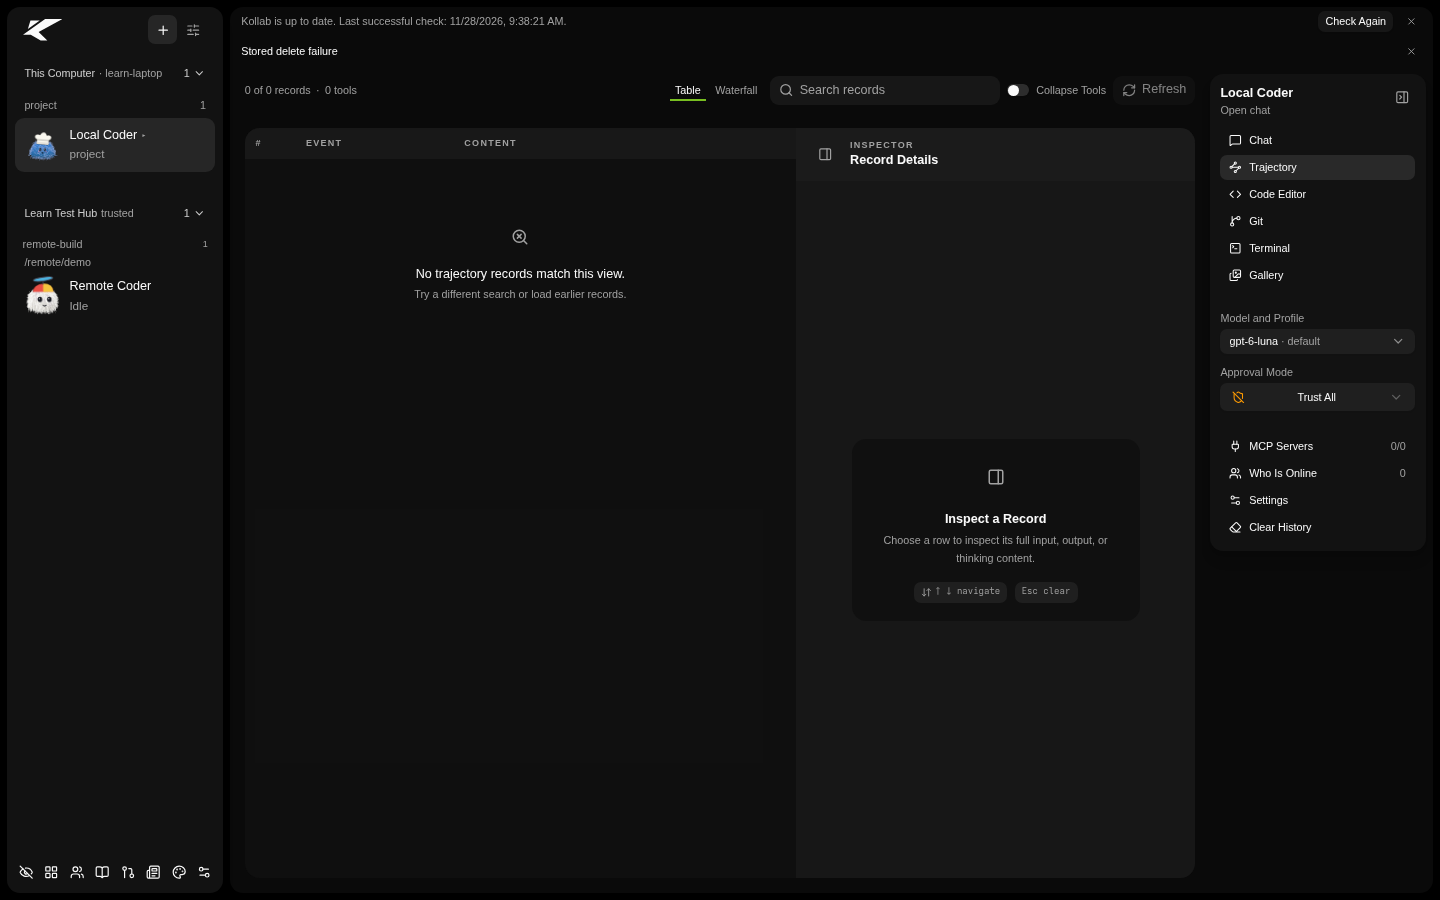 Kollab is up to date. Last successful check: 11/28/2026, 9:38:21 AM.
Check Again
Stored delete failure
This Computer · learn-laptop 1
project 1
Local Coder
project
Learn Test Hub trusted 1
remote-build 1
/remote/demo
Remote Coder
Idle
0 of 0 records · 0 tools
Table
Waterfall
Search records
Collapse Tools
Refresh
# EVENT CONTENT
No trajectory records match this view.
Try a different search or load earlier records.
INSPECTOR
Record Details
Inspect a Record
Choose a row to inspect its full input, output, or
thinking content.
↑ ↓ navigate
Esc clear
Local Coder
Open chat
Chat
Trajectory
Code Editor
Git
Terminal
Gallery
Model and Profile
gpt-6-luna · default
Approval Mode
Trust All
MCP Servers 0/0
Who Is Online 0
Settings
Clear History